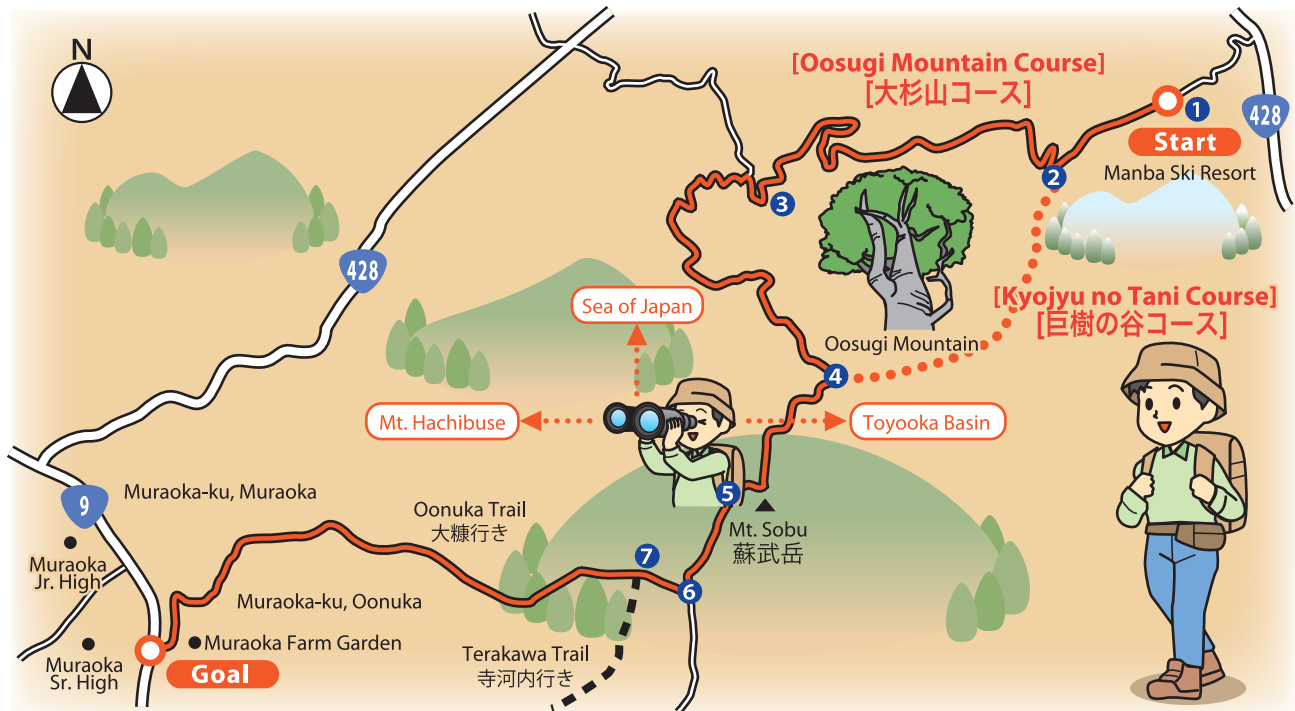 N
[Oosugi Mountain Course]
[大杉山コース]
1
428
Start
Manba Ski Resort
2
3
428
Sea of Japan
[Kyojyu no Tani Course]
[巨樹の谷コース]
Oosugi Mountain
4
Mt. Hachibuse
Toyooka Basin
9
Muraoka-ku, Muraoka
5
Oonuka Trail
大糠行き
Mt. Sobu
蘇武岳
Muraoka
Jr. High
7
6
Muraoka-ku, Oonuka
Muraoka Farm Garden
Muraoka
Sr. High
Goal
Terakawa Trail
寺河内行き